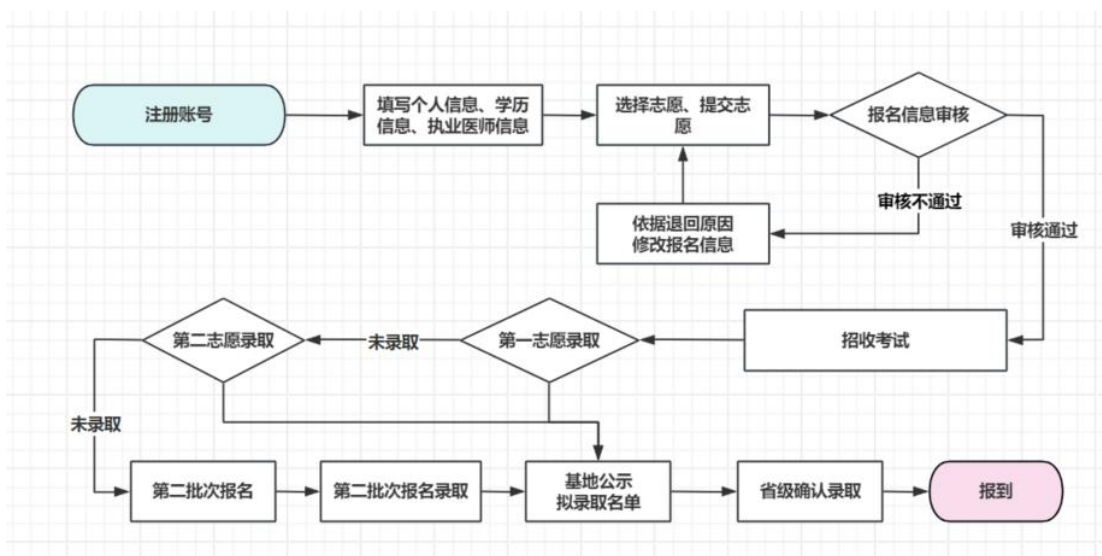 注册账号
填写个人信息、学历
信息、执业医师信息
选择志愿、提交志
愿
报名信息审核
审核不通过
审核通过
依据退回原因
修改报名信息
第二志愿录取
未录取
第一志愿录取
招收考试
未录取
第二批次报名
第二批次报名录取
基地公示
拟录取名单
省级确认录取
报到